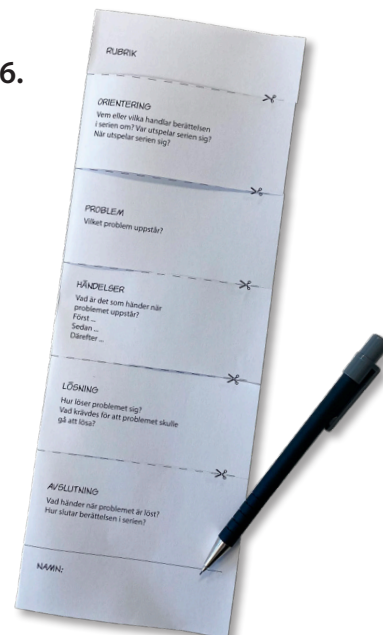 6.
RUBRIK
ORIENTERING
Vem eller vilka handlar berättelsen
i serien om? Var utspelar serien sig?
När utspelar serien sig?
PROBLEM
Vilket problem uppstår?
HÄNDELSER
Vad är det som händer när
problemet uppstår?
Först ...
Sedan ...
Därefter ...
LÖSNING
Hur löser problemet sig?
Vad krävdes för att problemet skulle
gå att lösa?
AVSLUTNING
Vad händer när problemet är löst?
Hur slutar berättelsen i serien?
NAMN: